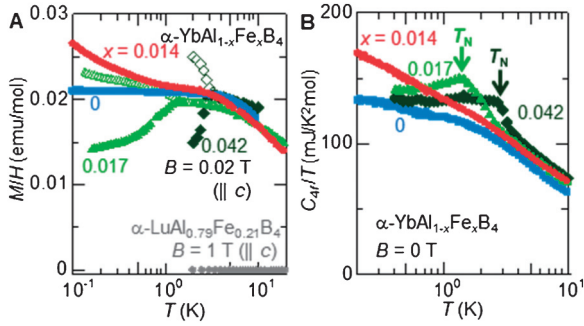 A
α-YbAl1-xFexB4
x = 0.014
0
0.017
0.042
B = 0.02 T
(|| c)
α-LuAl0.79Fe0.21B4
B = 1 T (|| c)
M/H (emu/mol)
0.03
0.02
0.01
0
10-1
100
101
T (K)
B
x = 0.014
TN
0.017
TN
0
0.042
α-YbAl1-xFexB4
B = 0 T
C4f/T (mJ/K2mol)
200
100
0
100
101
T (K)